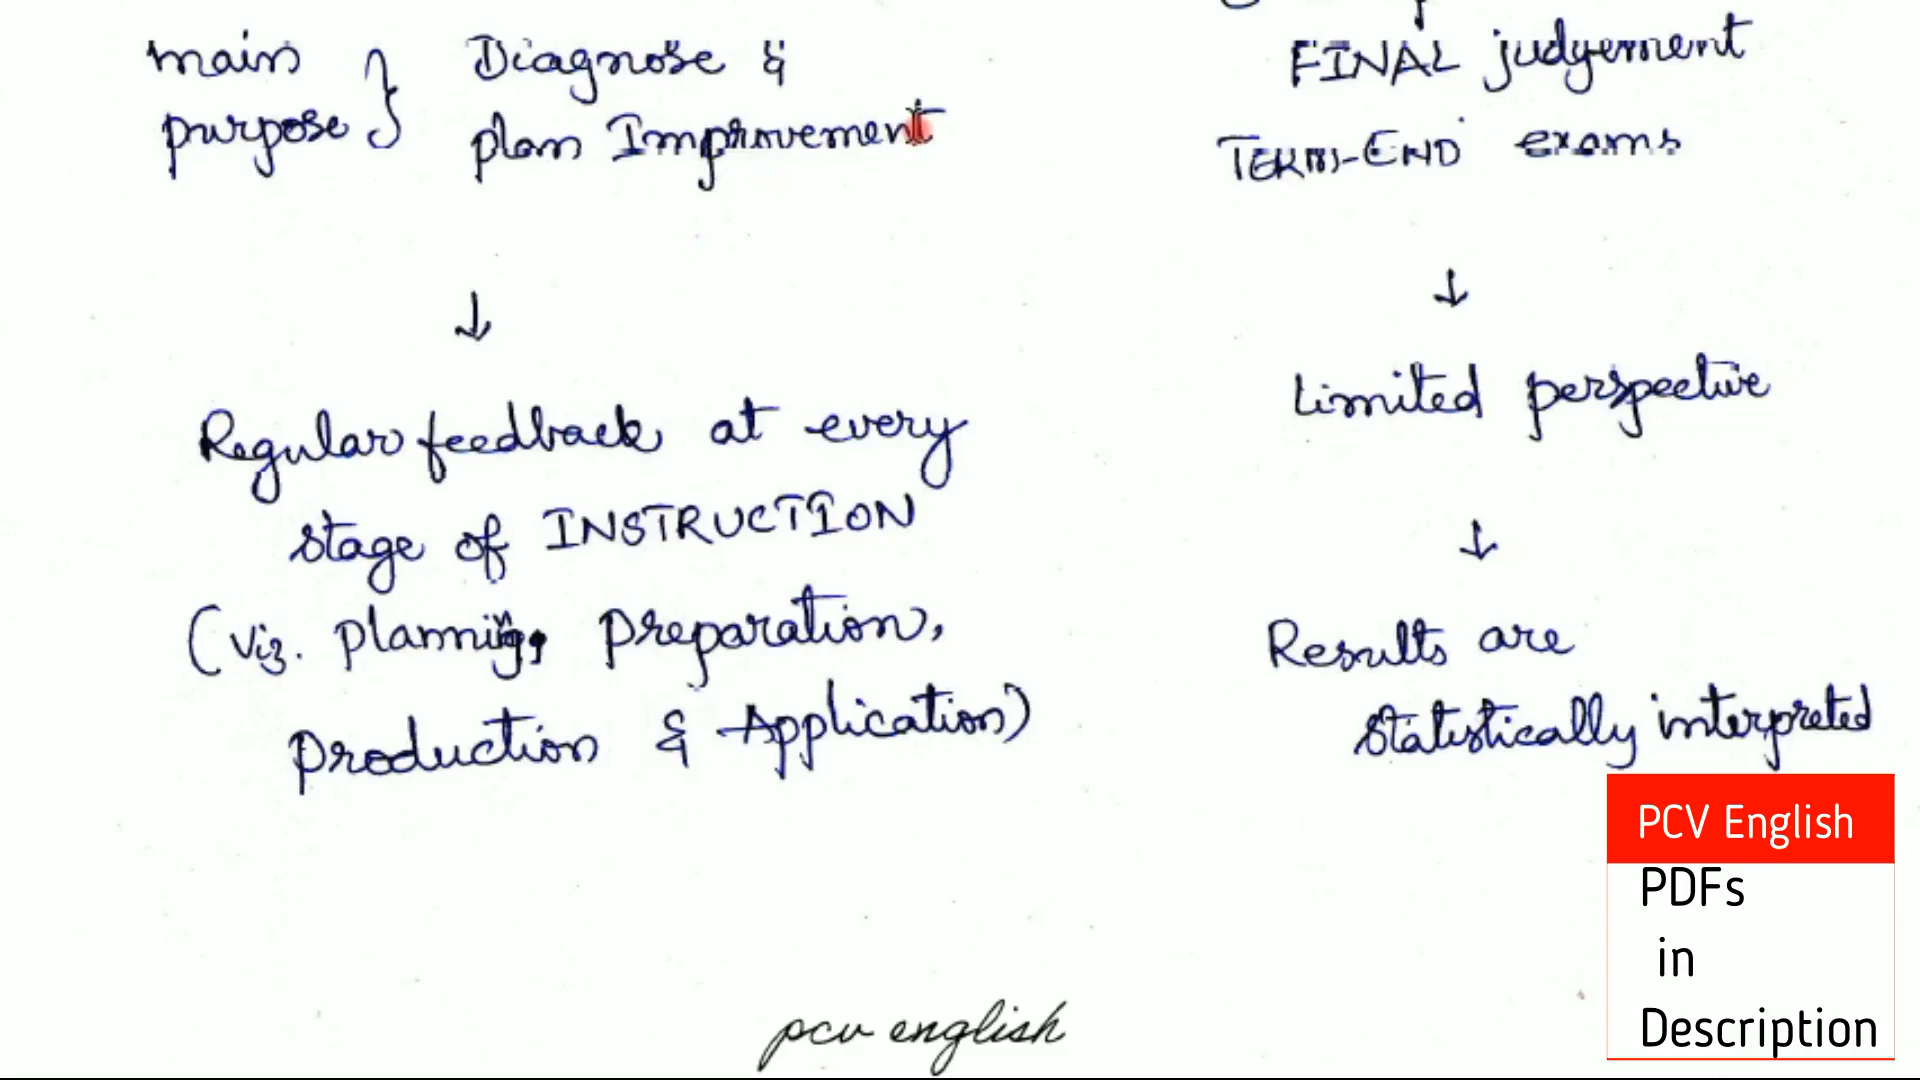 main
purpose } Diagnose &
plan Improvement
↓
Regular feedback at every
stage of INSTRUCTION
(viz. planning, preparation,
production & Application)
FINAL judgement
TERM-END exams
↓
Limited perspective
↓
Results are
statistically interpreted
PCV English
PDFs
in
Description
pcv english